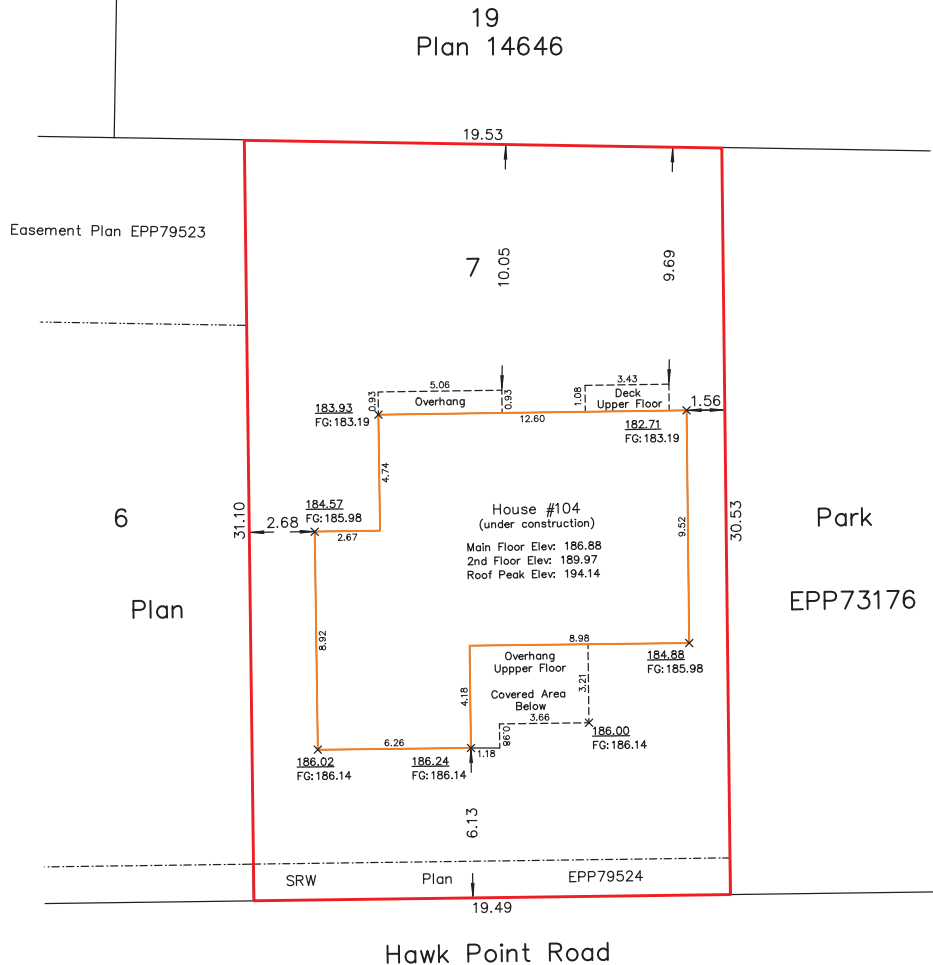 19
Plan 14646
19.53
Easement Plan EPP79523
7
10.05
9.69
5.06
3.43
0.93
Overhang
0.93
1.08
Deck
Upper Floor
1.56
183.93
FG: 183.19
12.60
182.71
FG: 183.19
4.74
184.57
FG: 185.98
2.68
2.67
31.10
6
House #104
(under construction)
Main Floor Elev: 186.88
2nd Floor Elev: 189.97
Roof Peak Elev: 194.14
9.52
30.53
Park
Plan
EPP73176
8.92
8.98
Overhang
Uppper Floor
184.88
FG: 185.98
4.18
3.21
Covered Area
Below
3.66
0.98
186.00
FG: 186.14
6.26
1.18
186.02
FG: 186.14
186.24
FG: 186.14
6.13
SRW Plan EPP79524
19.49
Hawk Point Road